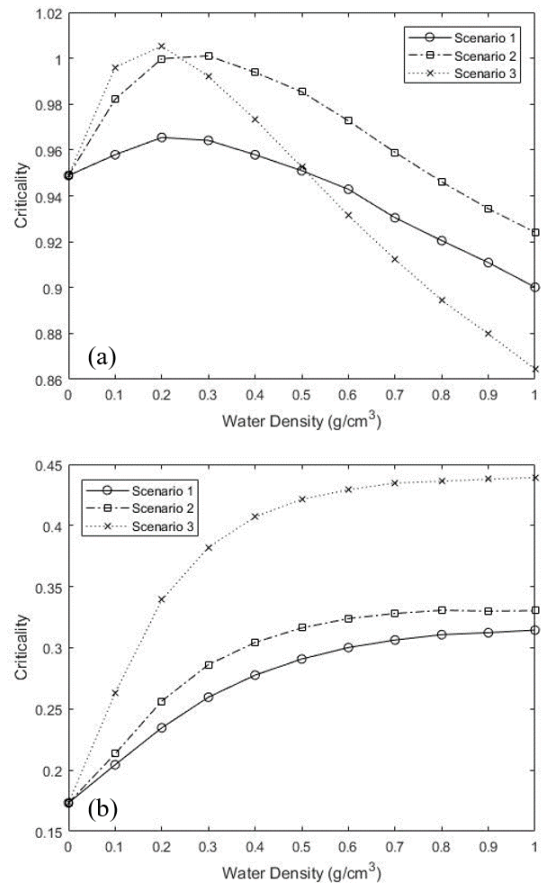 1.02
1
0.98
0.96
0.94
0.92
0.9
0.88
0.86
Criticality
Scenario 1
Scenario 2
Scenario 3
(a)
0 0.1 0.2 0.3 0.4 0.5 0.6 0.7 0.8 0.9 1
Water Density (g/cm³)
0.45
0.4
0.35
0.3
0.25
0.2
0.15
Criticality
Scenario 1
Scenario 2
Scenario 3
(b)
0 0.1 0.2 0.3 0.4 0.5 0.6 0.7 0.8 0.9 1
Water Density (g/cm³)